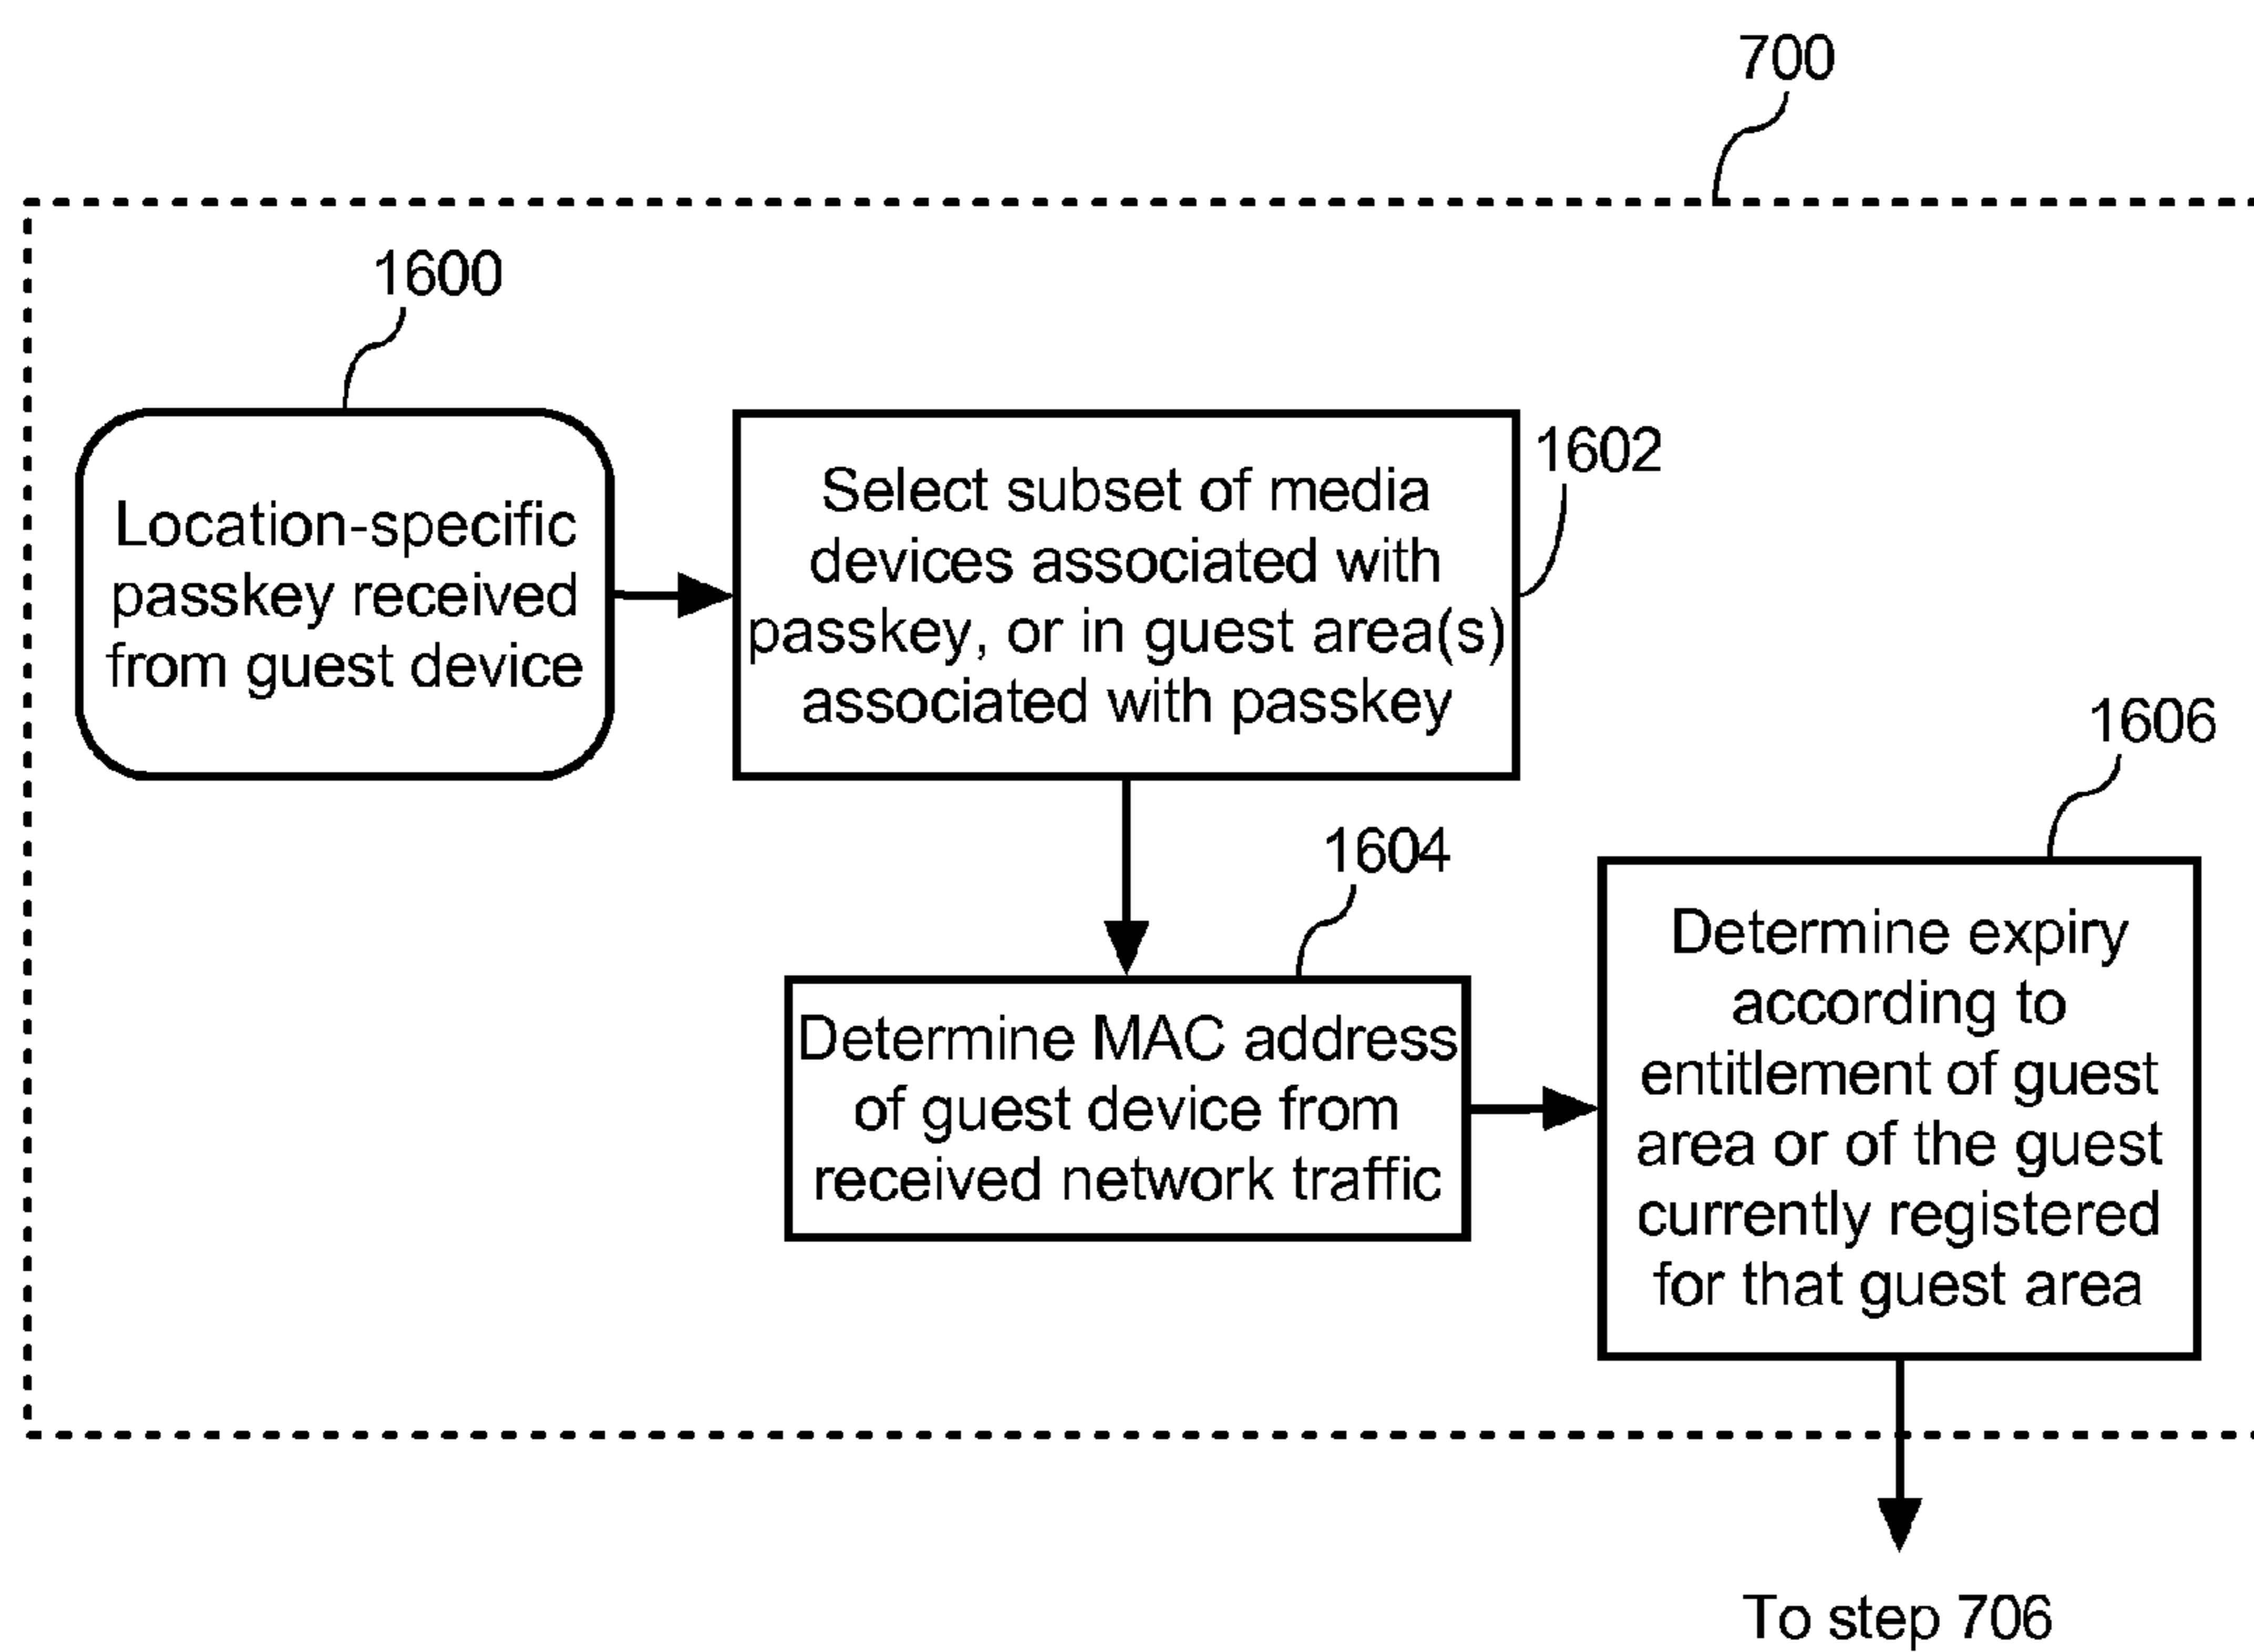 700
1600
Location-specific
passkey received
from guest device
1602
Select subset of media
devices associated with
passkey, or in guest area(s)
associated with passkey
1604
Determine MAC address
of guest device from
received network traffic
1606
Determine expiry
according to
entitlement of guest
area or of the guest
currently registered
for that guest area
To step 706